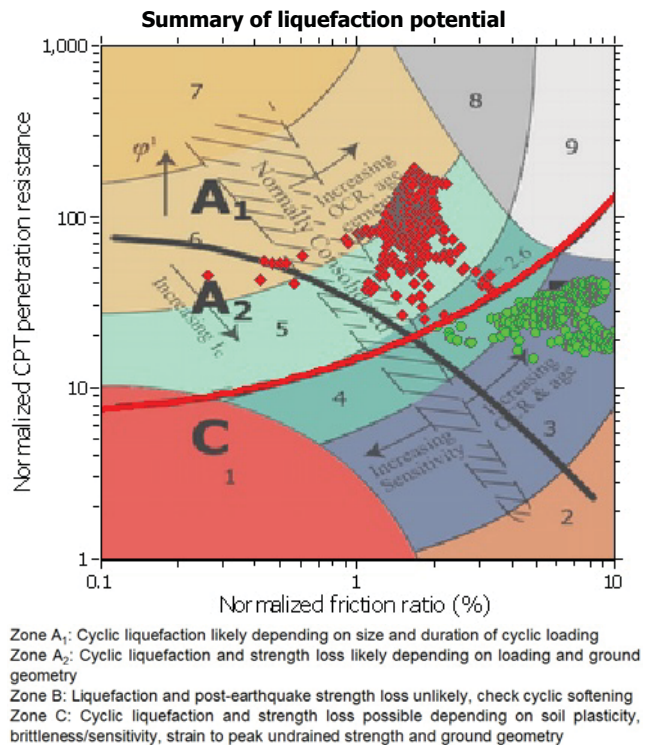 Summary of liquefaction potential
1,000
7
8
9
φ'
A1
Normally Consolid
Increasing
OCR, age
cement
100
6
A2
Increasing Ic
= 2.6
5
10
4
Increasing
OCR & age
3
C
1
Increasing
Sensitivity
2
1
0.1
1
10
Normalized CPT penetration resistance
Normalized friction ratio (%)
Zone A1: Cyclic liquefaction likely depending on size and duration of cyclic loading
Zone A2: Cyclic liquefaction and strength loss likely depending on loading and ground
geometry
Zone B: Liquefaction and post-earthquake strength loss unlikely, check cyclic softening
Zone C: Cyclic liquefaction and strength loss possible depending on soil plasticity,
brittleness/sensitivity, strain to peak undrained strength and ground geometry